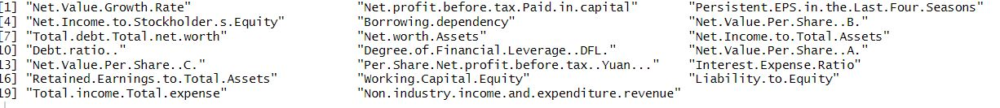 [1] "Net.Value.Growth.Rate" "Net.profit.before.tax.Paid.in.capital" "Persistent.EPS.in.the.Last.Four.Seasons"
[4] "Net.Income.to.Stockholder.s.Equity" "Borrowing.dependency" "Net.Value.Per.Share..B."
[7] "Total.debt.Total.net.worth" "Net.worth.Assets" "Net.Income.to.Total.Assets"
10] "Debt.ratio.." "Degree.of.Financial.Leverage..DFL." "Net.Value.Per.Share..A."
13] "Net.Value.Per.Share..C." "Per.Share.Net.profit.before.tax..Yuan..." "Interest.Expense.Ratio"
16] "Retained.Earnings.to.Total.Assets" "Working.Capital.Equity" "Liability.to.Equity"
19] "Total.income.Total.expense" "Non.industry.income.and.expenditure.revenue"